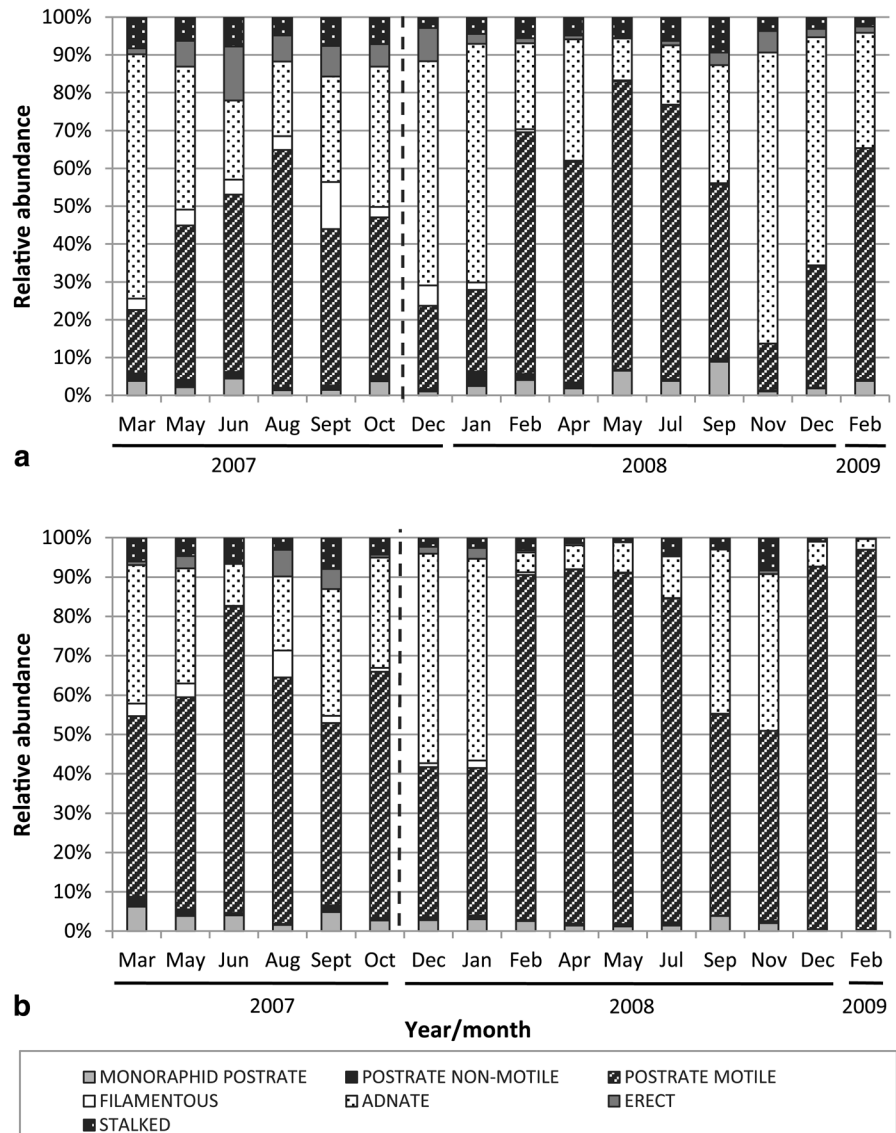 100%
90%
80%
70%
60%
50%
40%
30%
20%
10%
0%
Relative abundance
Mar May Jun Aug Sept Oct Dec Jan Feb Apr May Jul Sep Nov Dec Feb
a
2007 2008 2009
100%
90%
80%
70%
60%
50%
40%
30%
20%
10%
0%
Relative abundance
Mar May Jun Aug Sept Oct Dec Jan Feb Apr May Jul Sep Nov Dec Feb
b
2007 2008 2009
Year/month
MONORAPHID POSTRATE POSTRATE NON-MOTILE POSTRATE MOTILE
FILAMENTOUS ADNATE ERECT
STALKED